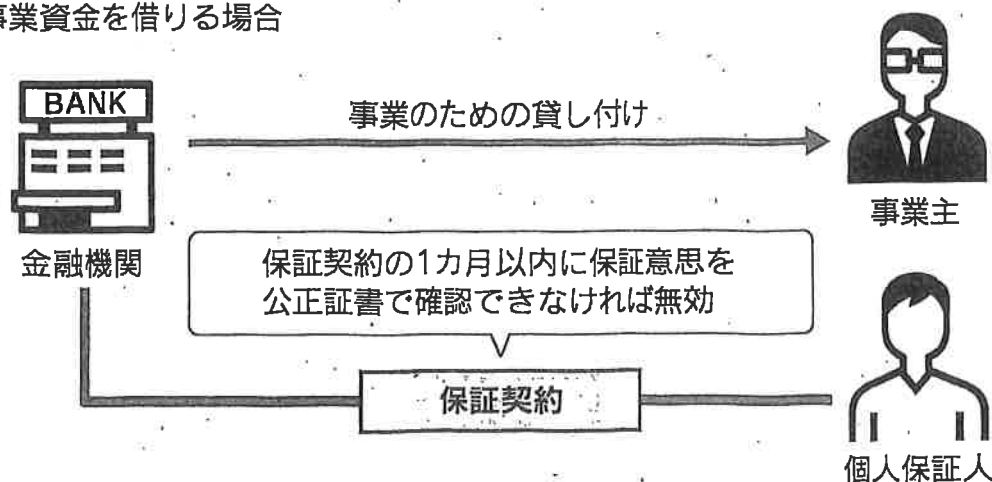 事業資金を借りる場合
BANK
事業のための貸し付け
事業主
金融機関
保証契約の1カ月以内に保証意思を
公正証書で確認できなければ無効
保証契約
個人保証人